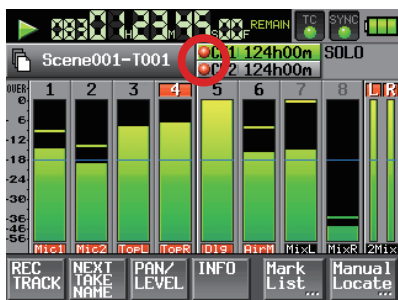 REMAIN TC SYNC
H M S F
Scene001-T001 CF1 124h00m SOLO
CF2 124h00m
OVER 1 2 3 4 5 6 7 8 L R
0
- 6
-12
-18
-24
-30
-36
-46
-56
Mic1 Mic2 TopL TopR Dlg AirM MixL MixR 2Mix
REC TRACK NEXT TAKE NAME PAN/ LEVEL INFO Mark List... Manual Locate...